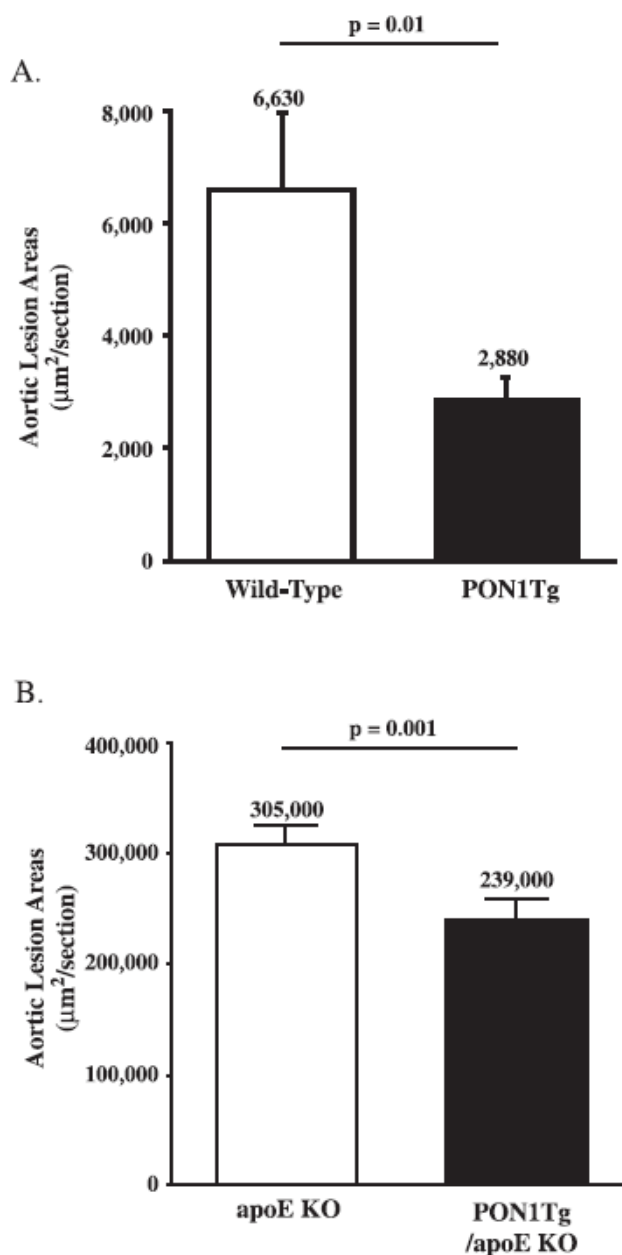 p = 0.01
A.
6,630
8,000
6,000
4,000
2,000
0
Aortic Lesion Areas
(μm²/section)
2,880
Wild-Type
PON1Tg
B.
p = 0.001
400,000
300,000
200,000
100,000
0
Aortic Lesion Areas
(μm²/section)
305,000
239,000
apoE KO
PON1Tg
/apoE KO